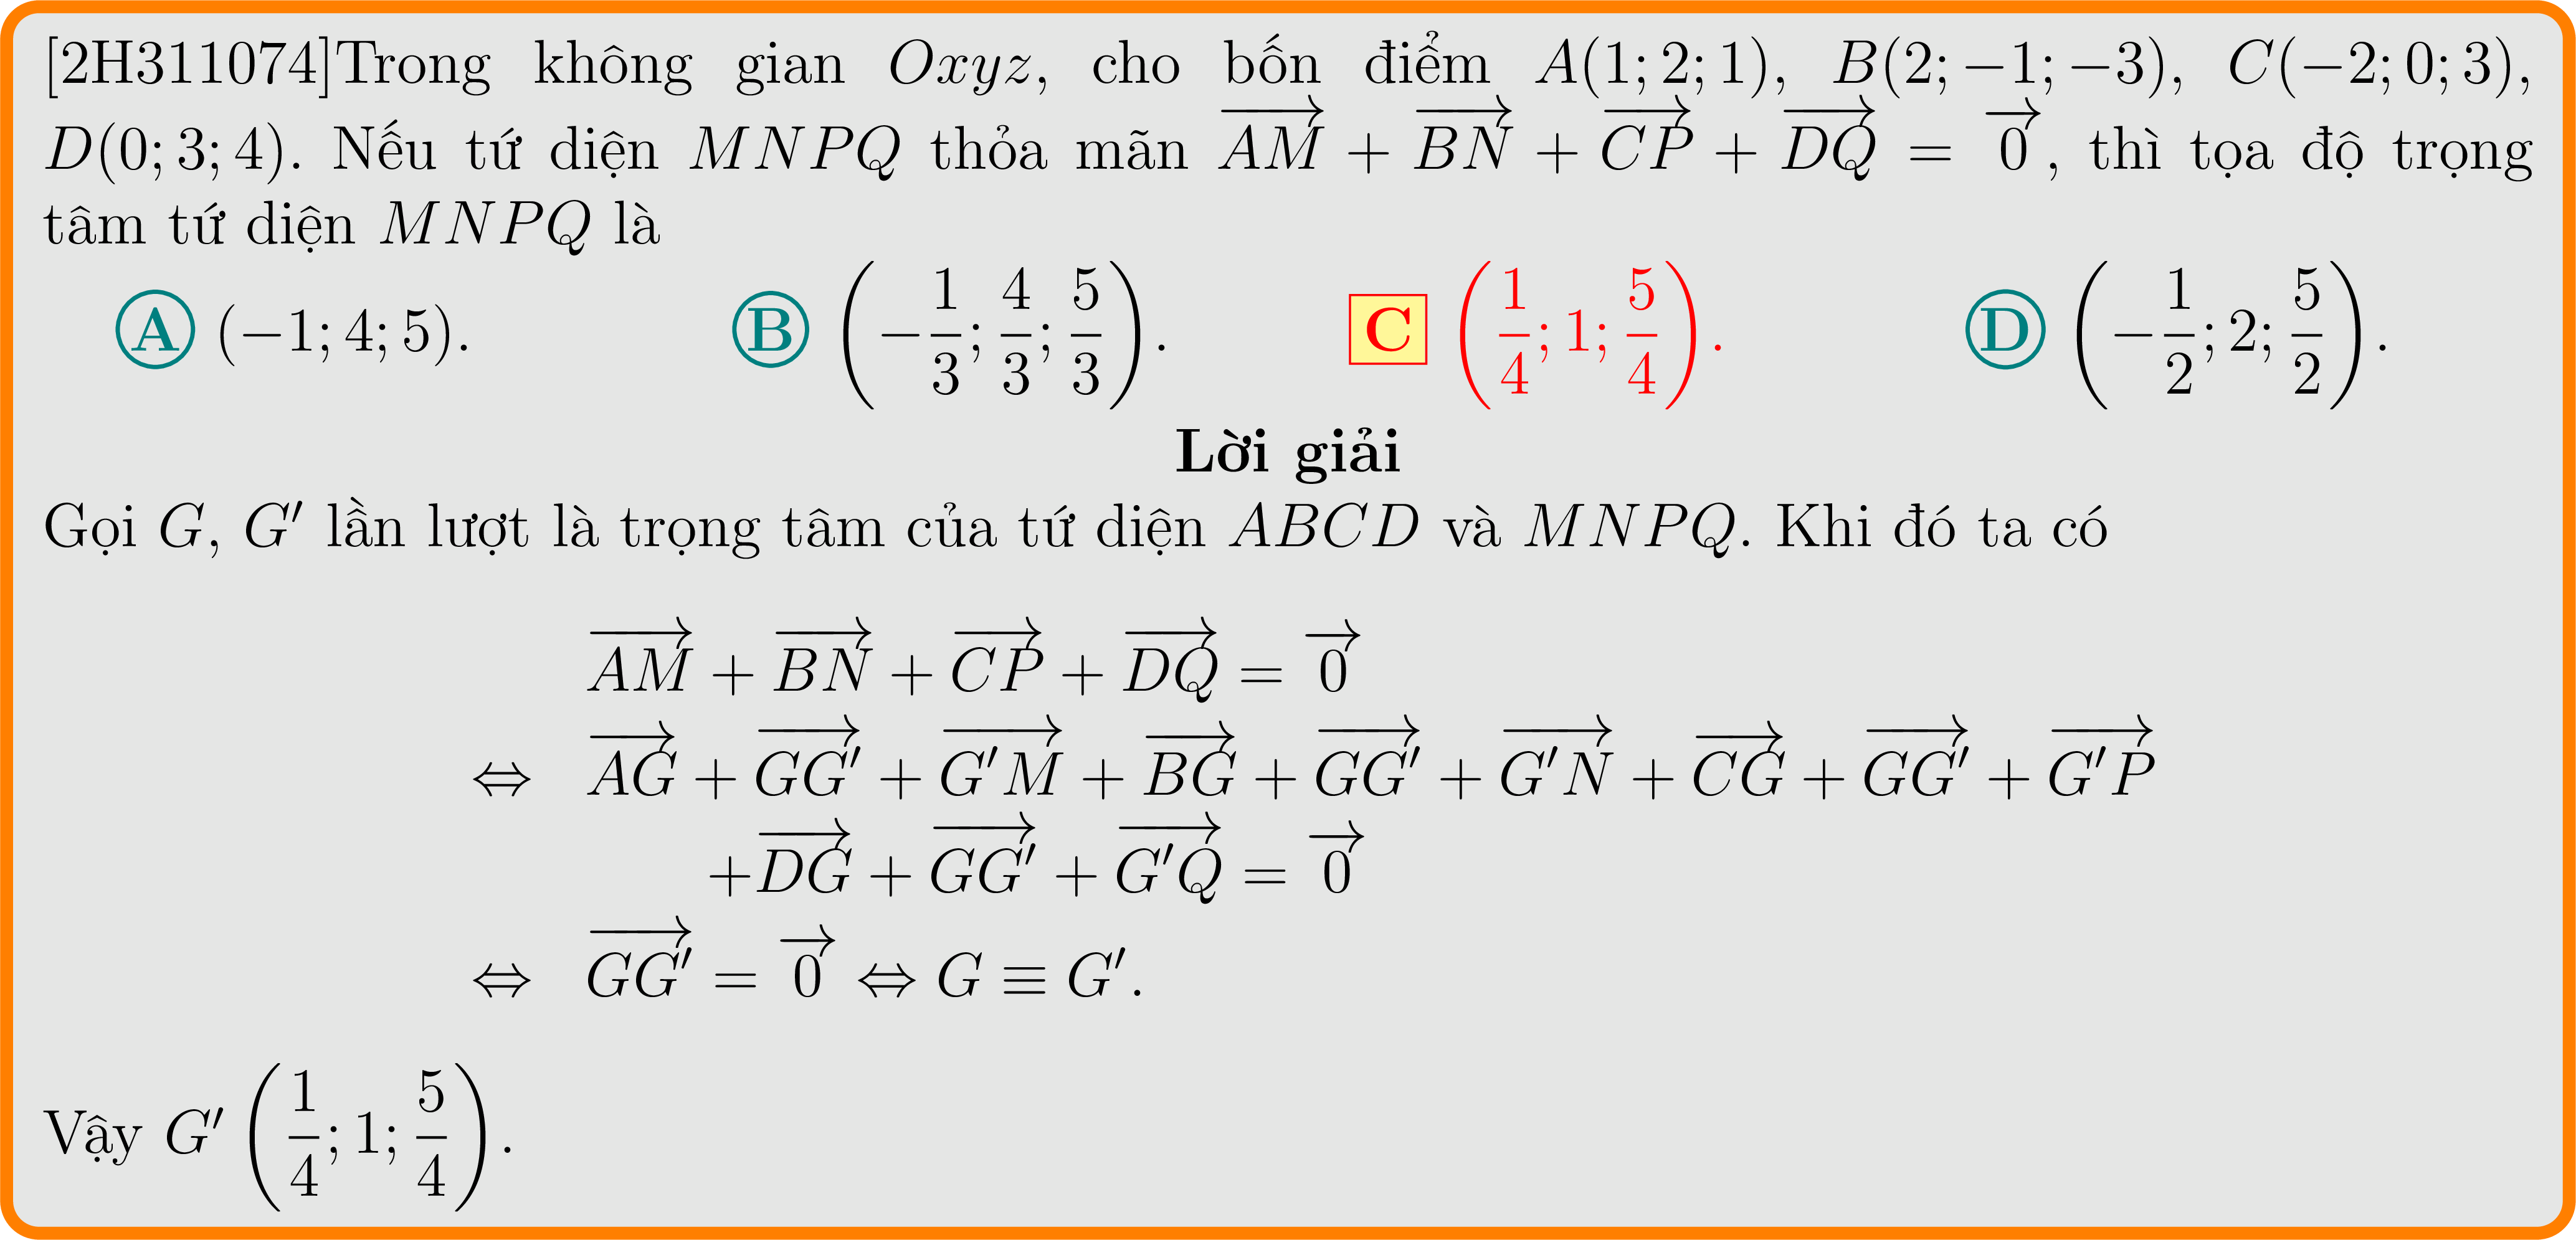 [2H311074]Trong không gian Oxyz, cho bốn điểm A(1; 2; 1), B(2; −1; −3), C(−2; 0; 3),
D(0; 3; 4). Nếu tứ diện MNPQ thỏa mãn $\overrightarrow{AM} + \overrightarrow{BN} + \overrightarrow{CP} + \overrightarrow{DQ} = \overrightarrow{0}$, thì tọa độ trọng
tâm tứ diện MNPQ là
A (−1; 4; 5). B $\left(-\frac{1}{3}; \frac{4}{3}; \frac{5}{3}\right)$. C $\left(\frac{1}{4}; 1; \frac{5}{4}\right)$. D $\left(-\frac{1}{2}; 2; \frac{5}{2}\right)$.
Lời giải
Gọi G, G′ lần lượt là trọng tâm của tứ diện ABCD và MNPQ. Khi đó ta có
$\overrightarrow{AM} + \overrightarrow{BN} + \overrightarrow{CP} + \overrightarrow{DQ} = \overrightarrow{0}$
$\Leftrightarrow \overrightarrow{AG} + \overrightarrow{GG'} + \overrightarrow{G'M} + \overrightarrow{BG} + \overrightarrow{GG'} + \overrightarrow{G'N} + \overrightarrow{CG} + \overrightarrow{GG'} + \overrightarrow{G'P}$
$+ \overrightarrow{DG} + \overrightarrow{GG'} + \overrightarrow{G'Q} = \overrightarrow{0}$
$\Leftrightarrow \overrightarrow{GG'} = \overrightarrow{0} \Leftrightarrow G \equiv G'.$
Vậy $G'\left(\frac{1}{4}; 1; \frac{5}{4}\right)$.